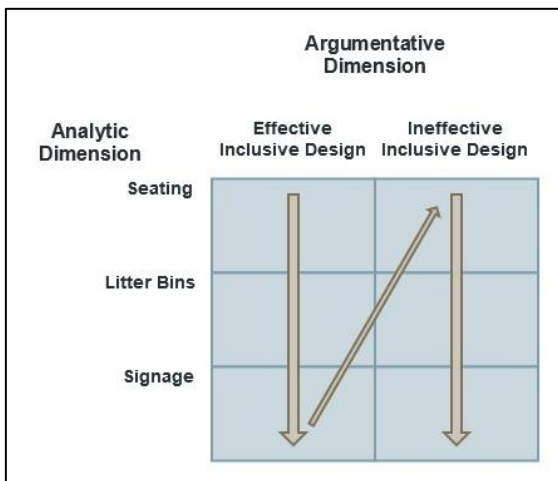 Argumentative
Dimension
Analytic
Dimension
Effective
Inclusive Design
Ineffective
Inclusive Design
Seating
Litter Bins
Signage